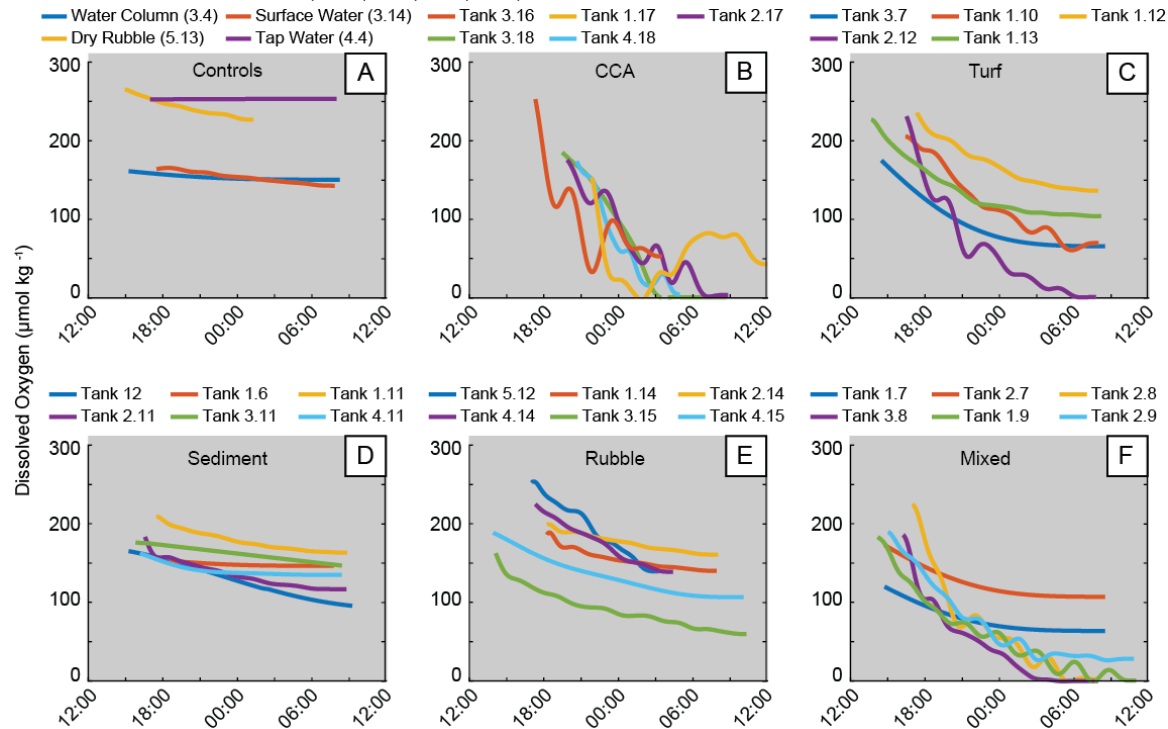 Water Column (3.4) Surface Water (3.14) Tank 3.16 Tank 1.17 Tank 2.17 Tank 3.7 Tank 1.10 Tank 1.12
Dry Rubble (5.13) Tap Water (4.4) Tank 3.18 Tank 4.18 Tank 2.12 Tank 1.13
300 Controls A 300 CCA B 300 Turf C
200 200 200
100 100 100
0 0 0
12:00 18:00 00:00 06:00 12:00 12:00 18:00 00:00 06:00 12:00 12:00 18:00 00:00 06:00 12:00
Dissolved Oxygen (µmol kg ⁻¹)
Tank 12 Tank 1.6 Tank 1.11 Tank 5.12 Tank 1.14 Tank 2.14 Tank 1.7 Tank 2.7 Tank 2.8
Tank 2.11 Tank 3.11 Tank 4.11 Tank 4.14 Tank 3.15 Tank 4.15 Tank 3.8 Tank 1.9 Tank 2.9
300 Sediment D 300 Rubble E 300 Mixed F
200 200 200
100 100 100
0 0 0
12:00 18:00 00:00 06:00 12:00 12:00 18:00 00:00 06:00 12:00 12:00 18:00 00:00 06:00 12:00